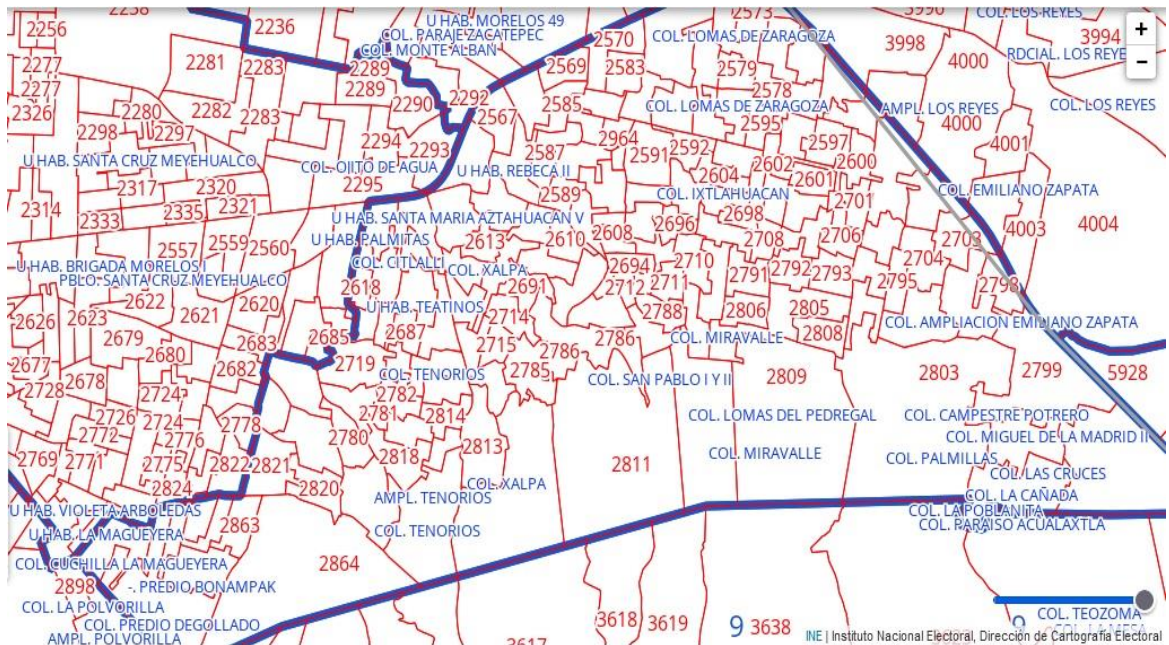 2256
2238
2236
U HAB. MORELOS 49
COL. PARAJE ZACATEPEC
COL. MONTE ALBAN
2570
2573
COL. LOMAS DE ZARAGOZA
3998
COL. LOS REYES
3994
+
−
RDCIAL. LOS REYE
4000
2277
2281
2283
2289
2569
2583
2579
2277
2289
2578
2326
2280
2282
2283
2290
2292
2567
2585
COL. LOMAS DE ZARAGOZA
2595
AMPL. LOS REYES
4000
COL. LOS REYES
2298
2297
2294
2293
2587
2964
2591
2592
2597
2600
4001
U HAB. SANTA CRUZ MEYEHUALCO
COL. OJITO DE AGUA
U HAB. REBECA II
2604
2602
2601
2317
2320
2295
2589
COL. IXTLAHUACAN
2701
COL. EMILIANO ZAPATA
2314
2333
2335
2321
U HAB. SANTA MARIA AZTAHUACAN V
2608
2696
2698
4003
4004
2557
2559
2560
U HAB. PALMITAS
2613
2610
2708
2706
2703
2704
U HAB. BRIGADA MORELOS I
PBLO. SANTA CRUZ MEYEHUALCO
COL. CITLALLI
COL. XALPA
2694
2710
2791
2792
2793
2795
2798
2618
2691
2712
2711
2622
2620
U HAB. TEATINOS
2714
2788
2806
2805
2626
2623
2621
2679
2683
2685
2687
2715
2786
2786
COL. MIRAVALLE
2808
COL. AMPLIACION EMILIANO ZAPATA
2677
2680
2682
2719
COL. TENORIOS
2785
COL. SAN PABLO I Y II
2809
2803
2799
5928
2728
2678
2724
2782
2726
2724
2778
2781
2814
COL. LOMAS DEL PEDREGAL
COL. CAMPESTRE POTRERO
2772
2776
2780
2813
COL. MIGUEL DE LA MADRID II
2769
2771
2775
2822
2821
2818
2811
COL. MIRAVALLE
COL. PALMILLAS
2824
2820
COL. XALPA
COL. LAS CRUCES
AMPL. TENORIOS
COL. LA CAÑADA
U HAB. VIOLETA ARBOLEDAS
COL. LA POBLANITA
2863
COL. TENORIOS
COL. PARAISO ACUALAXTLA
U HAB. LA MAGUEYERA
COL. CUCHILLA LA MAGUEYERA
2864
2898
-. PREDIO BONAMPAK
COL. LA POLVORILLA
COL. TEOZOMA
COL. PREDIO DEGOLLADO
3618
3619
9
3638
9
AMPL. POLVORILLA
3617
INE | Instituto Nacional Electoral, Dirección de Cartografía Electoral